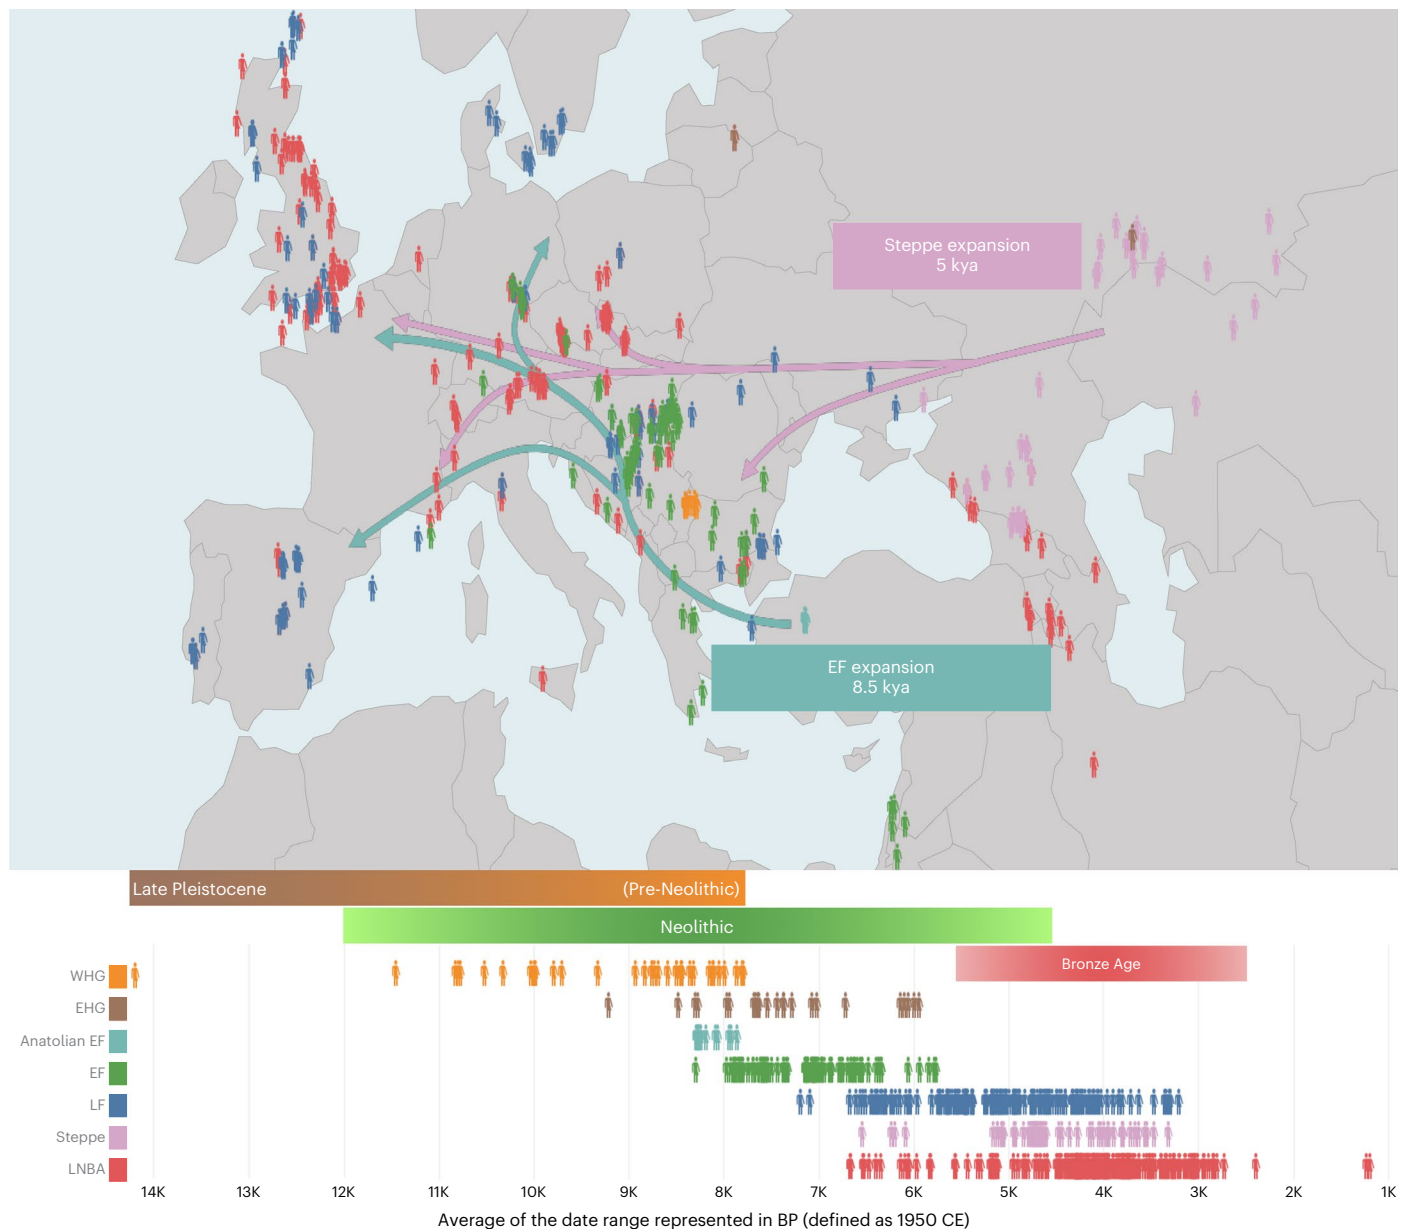 Steppe expansion
5 kya
EF expansion
8.5 kya
Late Pleistocene (Pre-Neolithic)
Neolithic
Bronze Age
WHG
EHG
Anatolian EF
EF
LF
Steppe
LNBA
14K 13K 12K 11K 10K 9K 8K 7K 6K 5K 4K 3K 2K 1K
Average of the date range represented in BP (defined as 1950 CE)